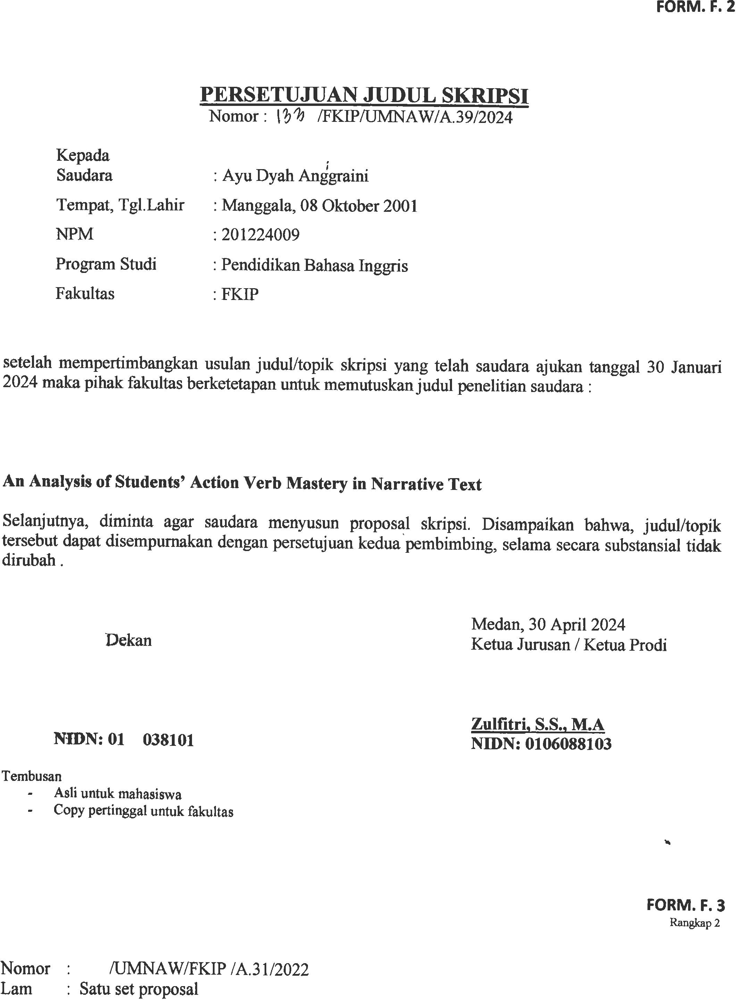 FORM. F. 2
PERSETUJUAN JUDUL SKRIPSI
Nomor : 133 /FKIP/UMNAW/A.39/2024
Kepada
Saudara : Ayu Dyah Anggraini
Tempat, Tgl.Lahir : Manggala, 08 Oktober 2001
NPM : 201224009
Program Studi : Pendidikan Bahasa Inggris
Fakultas : FKIP
setelah mempertimbangkan usulan judul/topik skripsi yang telah saudara ajukan tanggal 30 Januari
2024 maka pihak fakultas berketetapan untuk memutuskan judul penelitian saudara :
An Analysis of Students’ Action Verb Mastery in Narrative Text
Selanjutnya, diminta agar saudara menyusun proposal skripsi. Disampaikan bahwa, judul/topik
tersebut dapat disempurnakan dengan persetujuan kedua pembimbing, selama secara substansial tidak
dirubah .
Medan, 30 April 2024
Dekan Ketua Jurusan / Ketua Prodi
Zulfitri, S.S., M.A
NIDN: 01 038101 NIDN: 0106088103
Tembusan
- Asli untuk mahasiswa
- Copy pertinggal untuk fakultas
FORM. F. 3
Rangkap 2
Nomor : /UMNAW/FKIP /A.31/2022
Lam : Satu set proposal